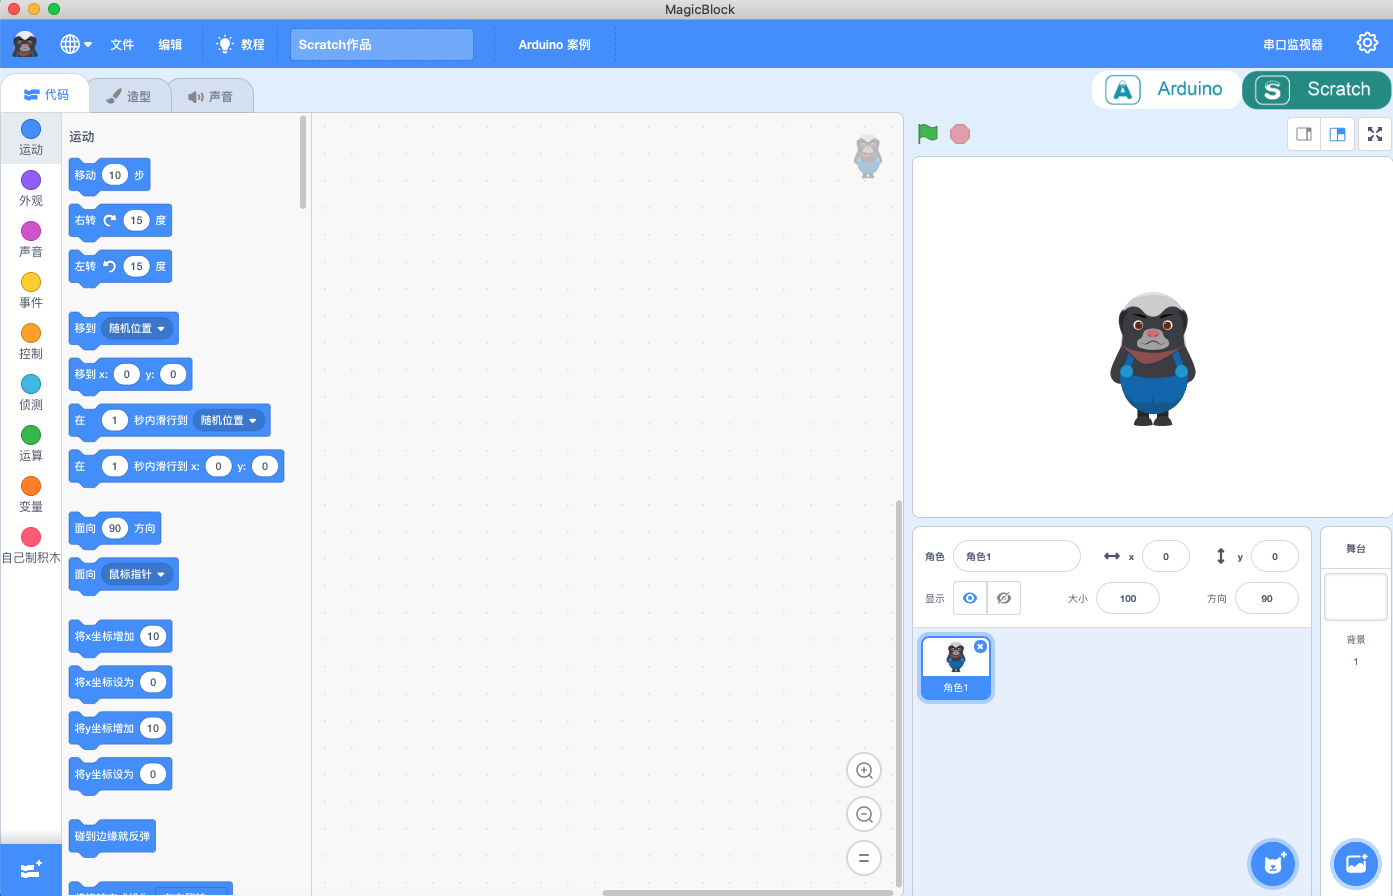 MagicBlock
文件 编辑 教程 Scratch作品 Arduino 案例 串口监视器
代码 造型 声音
Arduino Scratch
运动
外观
声音
事件
控制
侦测
运算
变量
自己制积木
运动
移动 10 步
右转 15 度
左转 15 度
移到 随机位置
移到 x: 0 y: 0
在 1 秒内滑行到 随机位置
在 1 秒内滑行到 x: 0 y: 0
面向 90 方向
面向 鼠标指针
将x坐标增加 10
将x坐标设为 0
将y坐标增加 10
将y坐标设为 0
碰到边缘就反弹
角色 角色1 x 0 y 0
显示 大小 100 方向 90
角色1
舞台
背景
1